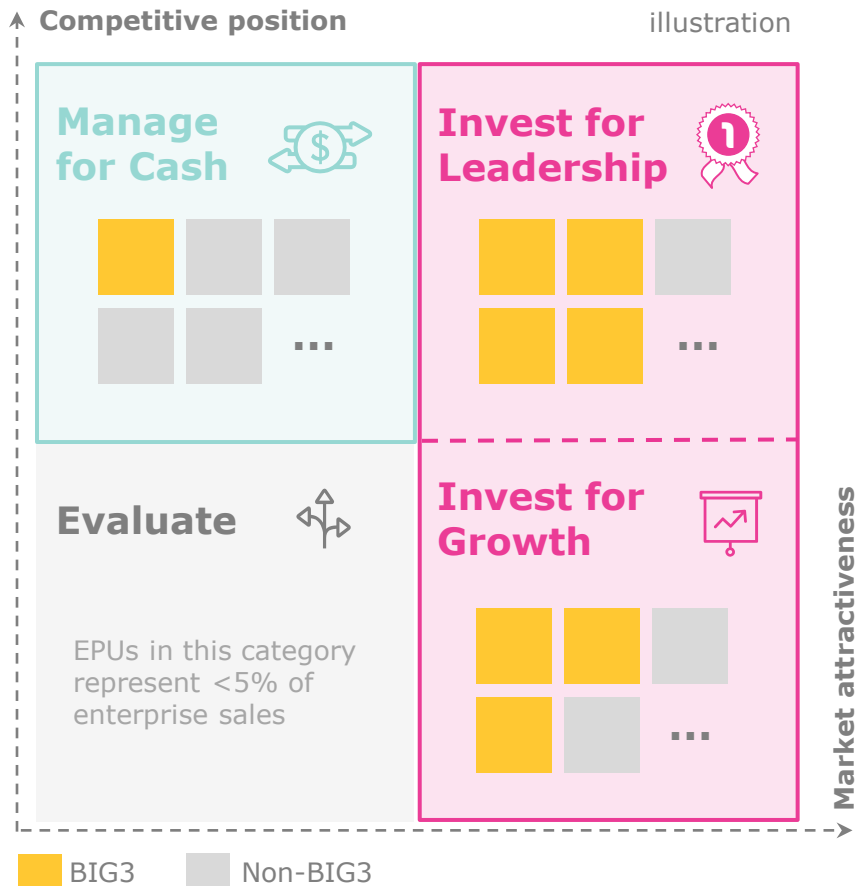 Competitive position
illustration
Manage
for Cash
$
Invest for
Leadership
1
...
...
Evaluate
Invest for
Growth
EPUs in this category
represent <5% of
enterprise sales
...
Market attractiveness
BIG3
Non-BIG3